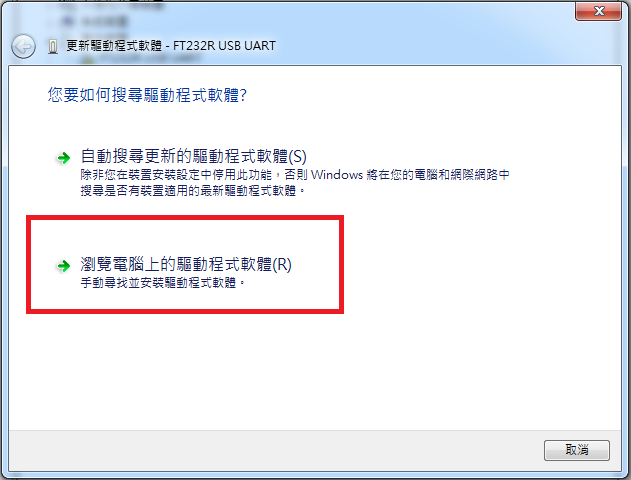 更新驅動程式軟體 - FT232R USB UART
您要如何搜尋驅動程式軟體?
自動搜尋更新的驅動程式軟體(S)
除非您在裝置安裝設定中停用此功能，否則 Windows 將在您的電腦和網際網路中
搜尋是否有裝置適用的最新驅動程式軟體。
瀏覽電腦上的驅動程式軟體(R)
手動尋找並安裝驅動程式軟體。
取消